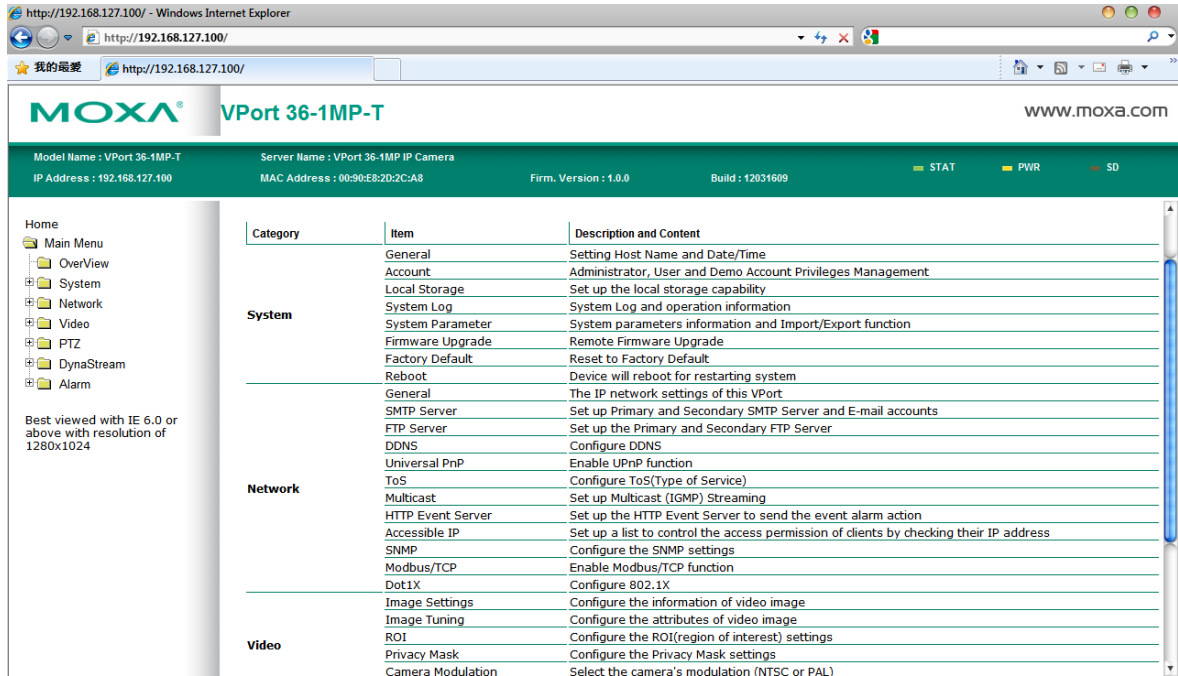 http://192.168.127.100/ - Windows Internet Explorer
http://192.168.127.100/
我的最愛 http://192.168.127.100/
MOXA® VPort 36-1MP-T www.moxa.com
Model Name : VPort 36-1MP-T Server Name : VPort 36-1MP IP Camera STAT PWR SD
IP Address : 192.168.127.100 MAC Address : 00:90:E8:2D:2C:A8 Firm. Version : 1.0.0 Build : 12031609
Home
Main Menu
OverView
System
Network
Video
PTZ
DynaStream
Alarm
Best viewed with IE 6.0 or
above with resolution of
1280x1024
Category Item Description and Content
System
General Setting Host Name and Date/Time
Account Administrator, User and Demo Account Privileges Management
Local Storage Set up the local storage capability
System Log System Log and operation information
System Parameter System parameters information and Import/Export function
Firmware Upgrade Remote Firmware Upgrade
Factory Default Reset to Factory Default
Reboot Device will reboot for restarting system
Network
General The IP network settings of this VPort
SMTP Server Set up Primary and Secondary SMTP Server and E-mail accounts
FTP Server Set up the Primary and Secondary FTP Server
DDNS Configure DDNS
Universal PnP Enable UPnP function
ToS Configure ToS(Type of Service)
Multicast Set up Multicast (IGMP) Streaming
HTTP Event Server Set up the HTTP Event Server to send the event alarm action
Accessible IP Set up a list to control the access permission of clients by checking their IP address
SNMP Configure the SNMP settings
Modbus/TCP Enable Modbus/TCP function
Dot1X Configure 802.1X
Video
Image Settings Configure the information of video image
Image Tuning Configure the attributes of video image
ROI Configure the ROI(region of interest) settings
Privacy Mask Configure the Privacy Mask settings
Camera Modulation Select the camera's modulation (NTSC or PAL)